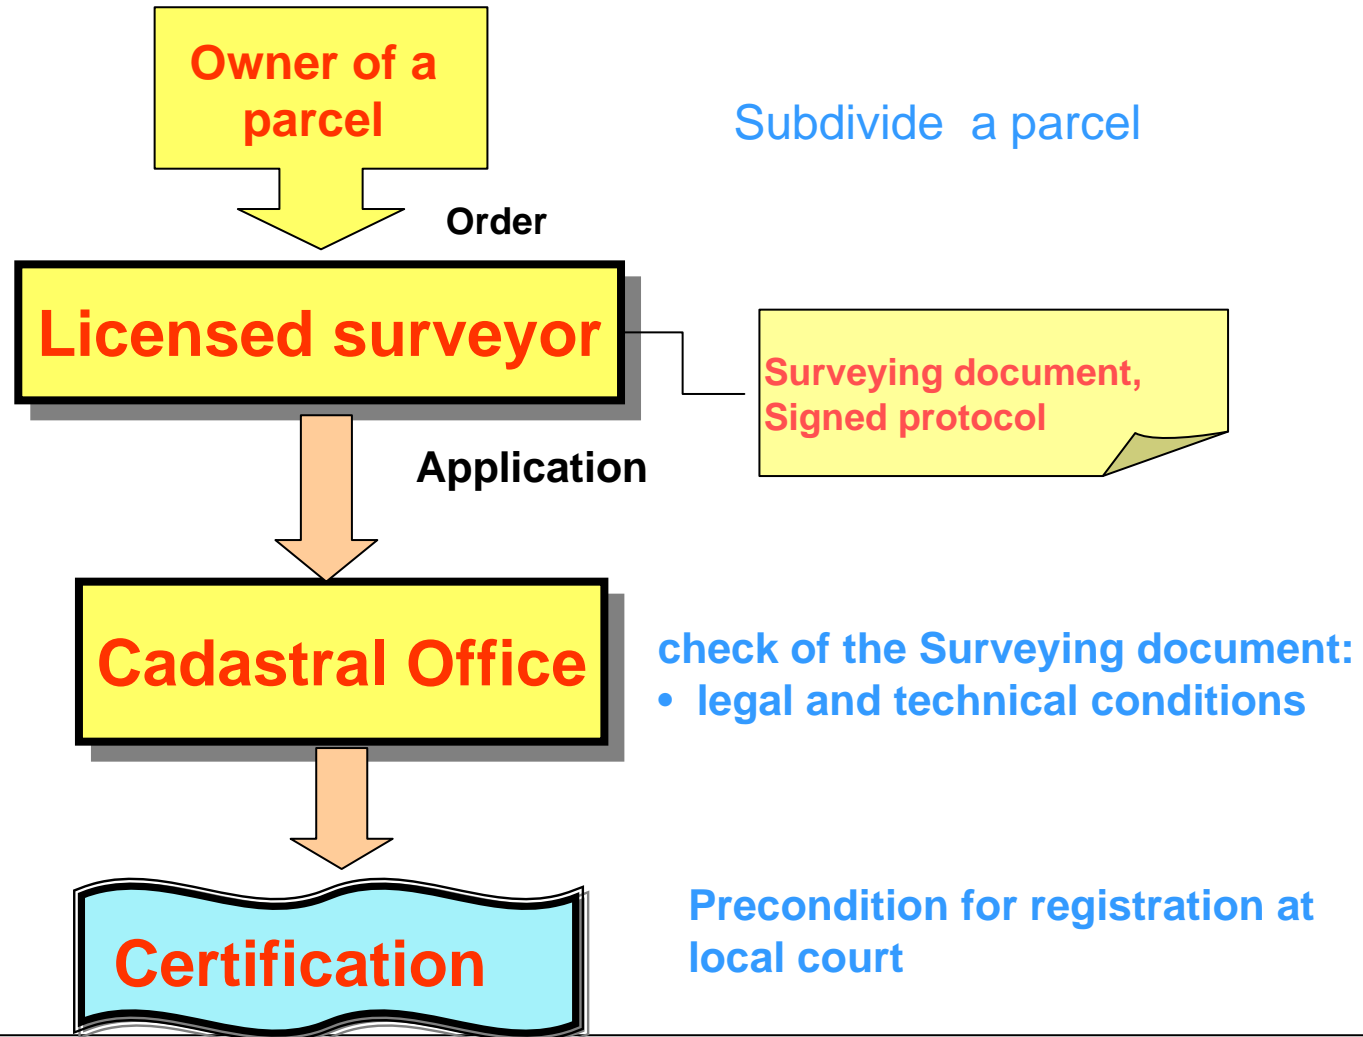 Owner of a
parcel
Subdivide a parcel
Order
Licensed surveyor
Surveying document,
Signed protocol
Application
Cadastral Office
check of the Surveying document:
• legal and technical conditions
Certification
Precondition for registration at
local court